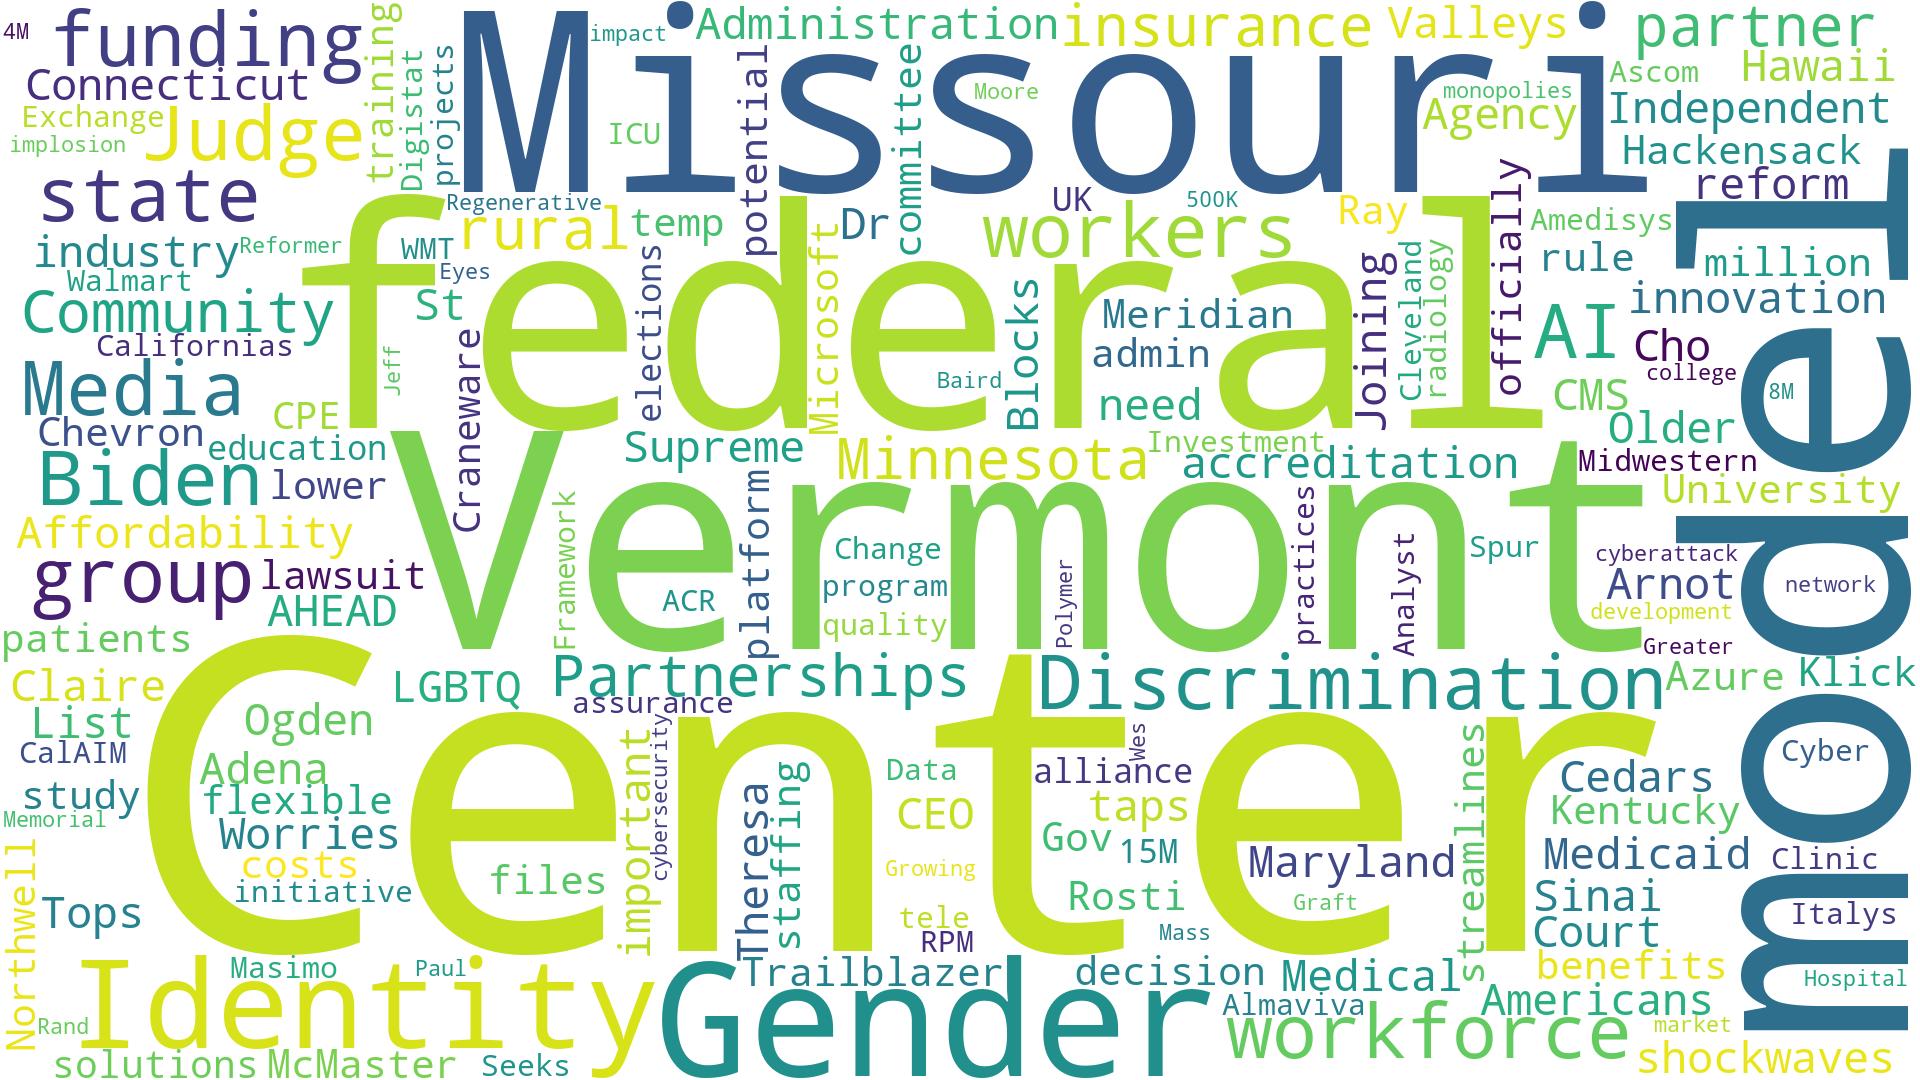 4M
funding
training
Missouri
impact
Administration
insurance
Valleys
partner
Connecticut
Digistat
projects
potential
committee
Moore
monopolies
Ascom
Hawaii
Exchange
Judge
implosion
ICU
Agency
Independent
Hackensack
state
Regenerative
rural
temp
Dr
UK
500K
workers
Ray
officially
reform
Amedisys
model
industry
Reformer
WMT
Eyes
federal
Walmart
elections
Microsoft
Joining
Cleveland
radiology
rule
million
Community
St
Blocks
Meridian
admin
AI
innovation
Californias
Jeff
Craneware
Baird
Cho
college
Media
CPE
need
CMS
8M
Chevron
education
Supreme
Minnesota
Investment
accreditation
Older
Midwestern
Biden
lower
Vermont
platform
practices
University
Affordability
Framework
Change
Analyst
Spur
cyberattack
group
lawsuit
program
Polymer
Arnot
network
AHEAD
ACR
quality
development
patients
Greater
Claire
LGBTQ
Partnerships
Discrimination
Azure
Klick
List
Ogden
assurance
cybersecurity
Center
Wes
CalAIM
important
Data
alliance
streamlines
Cyber
Adena
Theresa
staffing
Cedars
study
flexible
CEO
taps
Kentucky
Memorial
Worries
Gov
15M
Maryland
Medicaid
Clinic
Northwell
costs
initiative
files
Growing
Rosti
Graft
Sinai
Italys
Tops
tele
RPM
Mass
Court
Identity
Masimo
Paul
Gender
Trailblazer
decision
Medical
benefits
Hospital
Rand
Almaviva
Americans
solutions
McMaster
Seeks
workforce
market
shockwaves